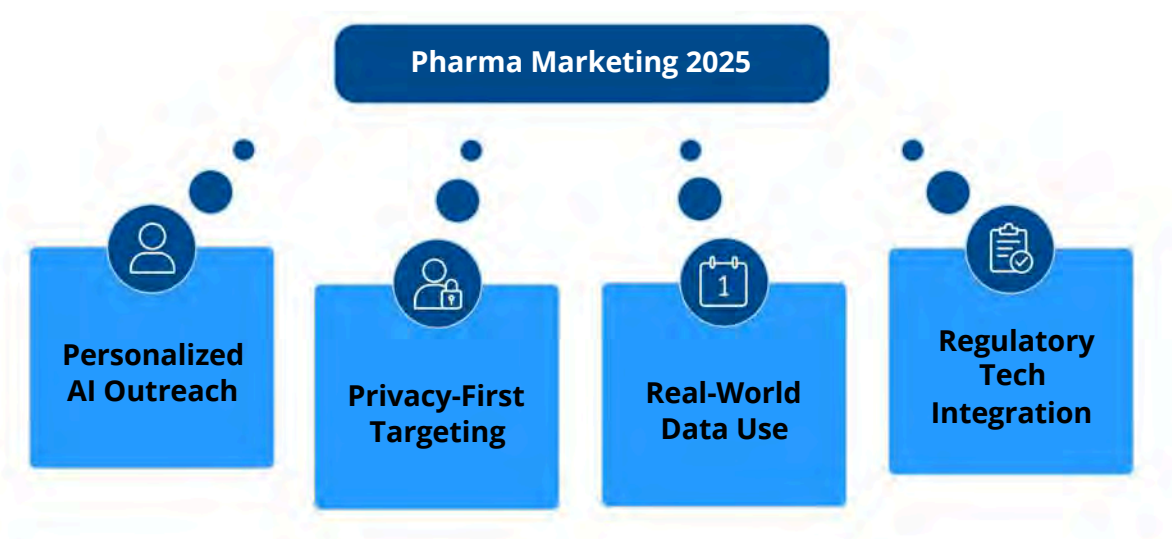 Pharma Marketing 2025
Personalized
AI Outreach
Privacy-First
Targeting
1
Real-World
Data Use
Regulatory
Tech
Integration